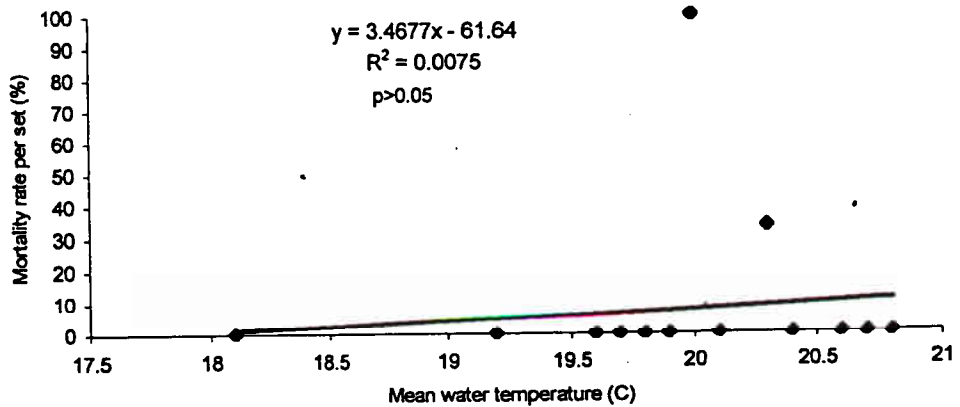 y = 3.4677x - 61.64
R² = 0.0075
p>0.05
Mortality rate per set (%)
100
90
80
70
60
50
40
30
20
10
0
17.5 18 18.5 19 19.5 20 20.5 21
Mean water temperature (C)